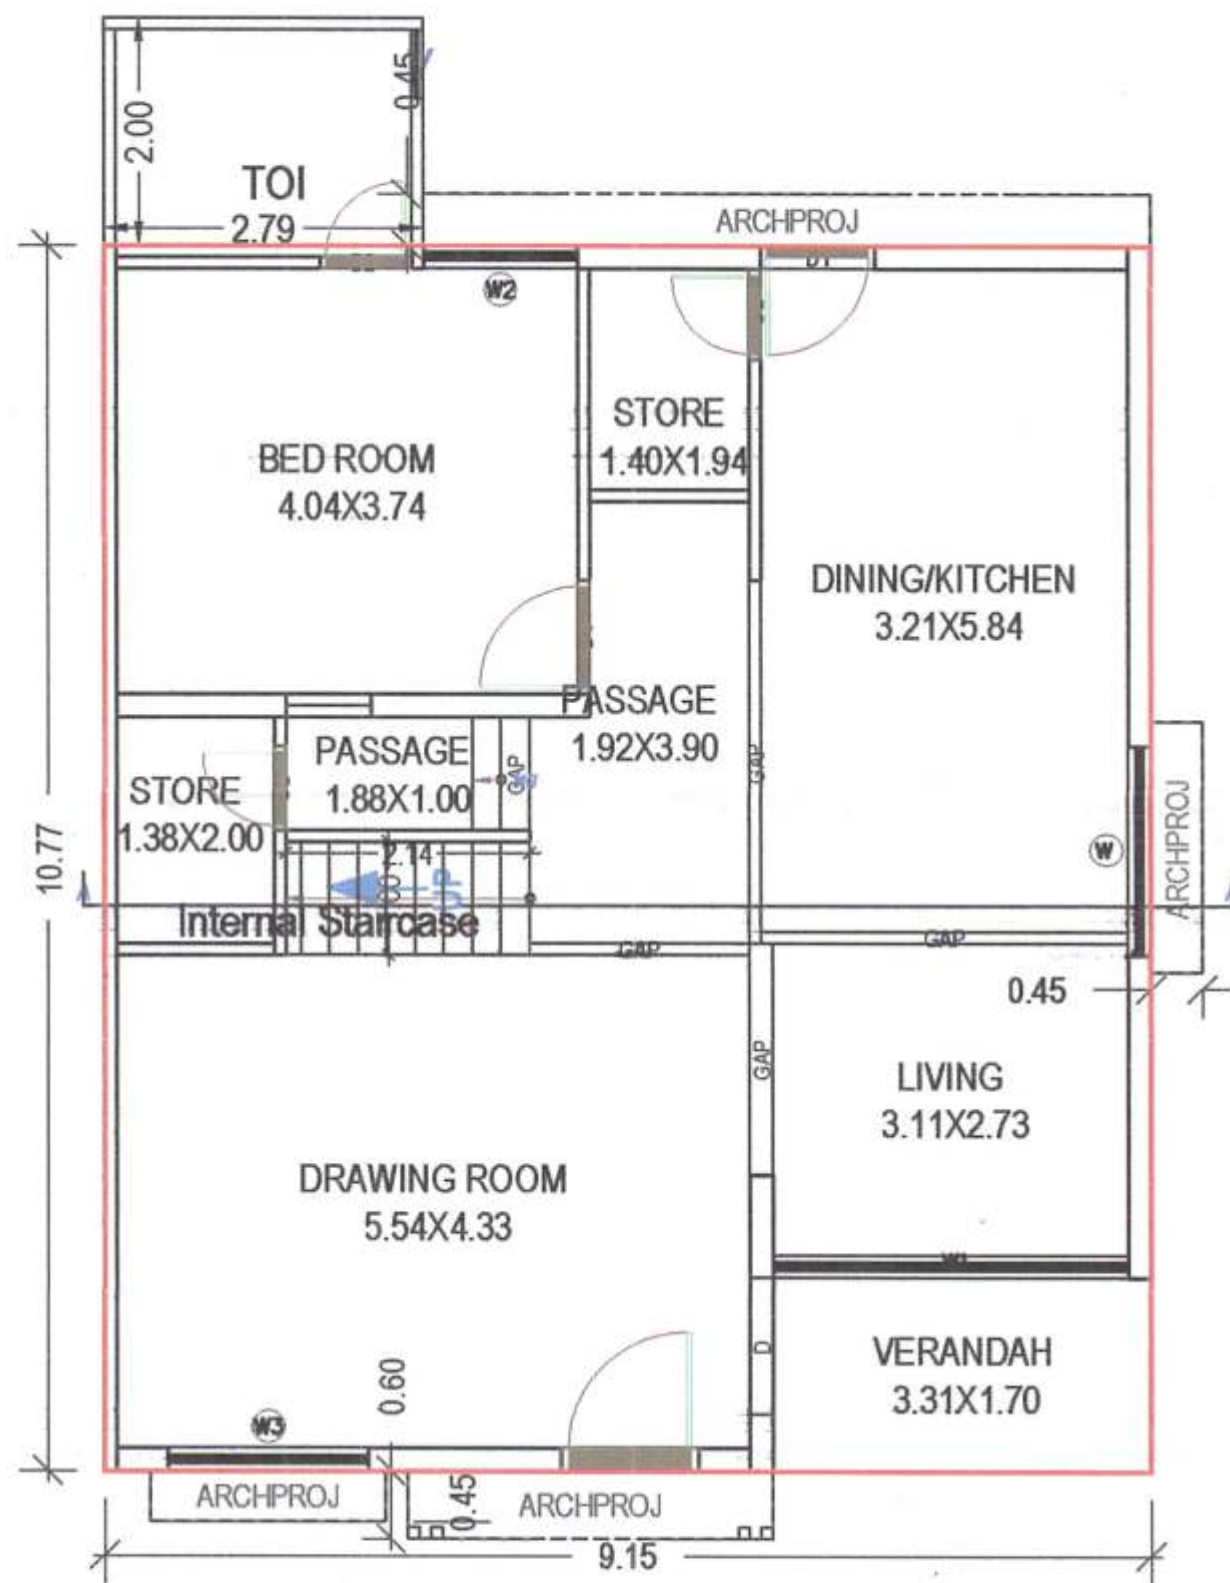 0.45
2.00
TOI
2.79
ARCHPROJ
D1
W2
STORE
1.40X1.94
BED ROOM
4.04X3.74
DINING/KITCHEN
3.21X5.84
PASSAGE
1.92X3.90
PASSAGE
1.88X1.00
GAP
GAP
STORE
1.38X2.00
10.77
2.14
UP
W
ARCHPROJ
Internal Staircase
GAP
GAP
0.45
GAP
LIVING
3.11X2.73
DRAWING ROOM
5.54X4.33
W1
D
VERANDAH
3.31X1.70
0.60
W3
ARCHPROJ
0.45
ARCHPROJ
9.15